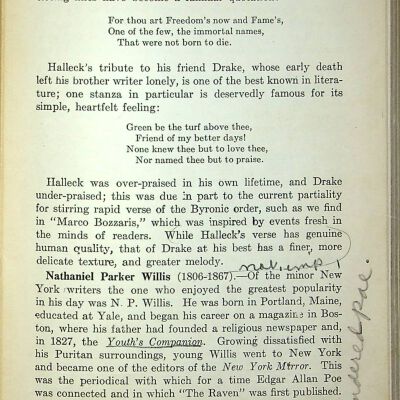 For thou art Freedom's now and Fame's,
One of the few, the immortal names,
That were not born to die.
Halleck's tribute to his friend Drake, whose early death
left his brother writer lonely, is one of the best known in litera-
ture; one stanza in particular is deservedly famous for its
simple, heartfelt feeling:
Green be the turf above thee,
Friend of my better days!
None knew thee but to love thee,
Nor named thee but to praise.
Halleck was over-praised in his own lifetime, and Drake
under-praised; this was due in part to the current partiality
for stirring rapid verse of the Byronic order, such as we find
in "Marco Bozzaris," which was inspired by events fresh in
the minds of readers. While Halleck's verse has genuine
human quality, that of Drake at his best has a finer, more
delicate texture, and greater melody.
not imp
Nathaniel Parker Willis (1806-1867).—Of the minor New
York writers the one who enjoyed the greatest popularity
in his day was N. P. Willis. He was born in Portland, Maine,
educated at Yale, and began his career on a magazine in Bos-
ton, where his father had founded a religious newspaper and,
in 1827, the Youth's Companion. Growing dissatisfied with
his Puritan surroundings, young Willis went to New York
and became one of the editors of the New York Mirror. This
was the periodical with which for a time Edgar Allan Poe
was connected and in which "The Raven" was first published.
Poe.